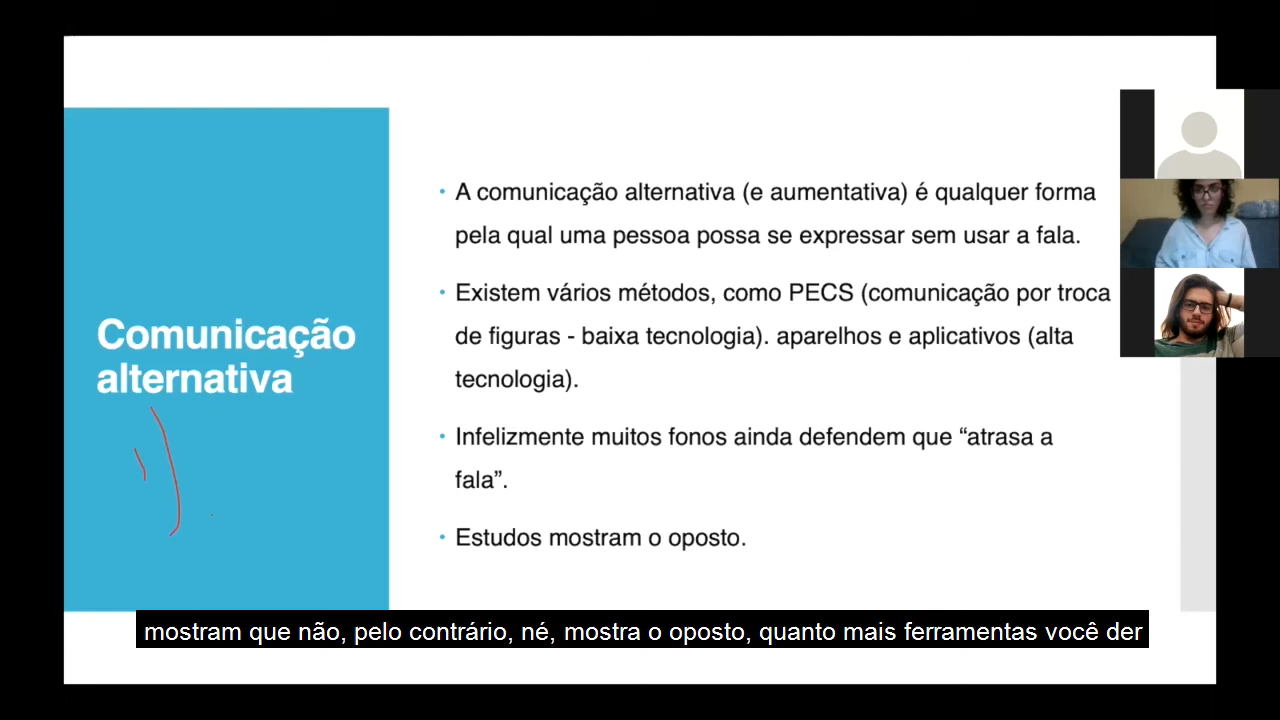 Comunicação
alternativa
• A comunicação alternativa (e aumentativa) é qualquer forma
pela qual uma pessoa possa se expressar sem usar a fala.
• Existem vários métodos, como PECS (comunicação por troca
de figuras - baixa tecnologia). aparelhos e aplicativos (alta
tecnologia).
• Infelizmente muitos fonos ainda defendem que “atrasa a
fala”.
• Estudos mostram o oposto.
mostram que não, pelo contrário, né, mostra o oposto, quanto mais ferramentas você der